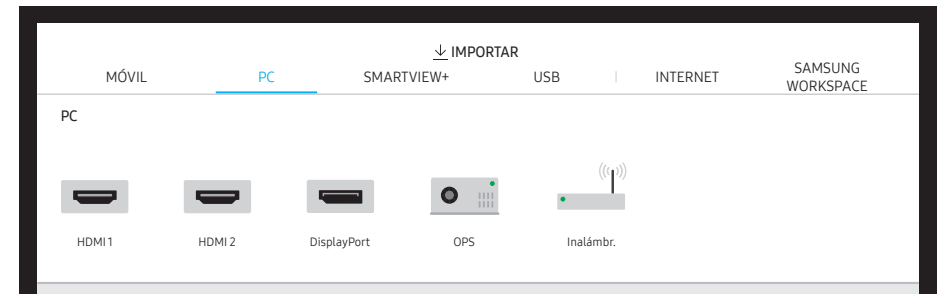 IMPORTAR
MÓVIL PC SMARTVIEW+ USB INTERNET SAMSUNG WORKSPACE
PC
HDMI 1 HDMI 2 DisplayPort OPS Inalámbr.